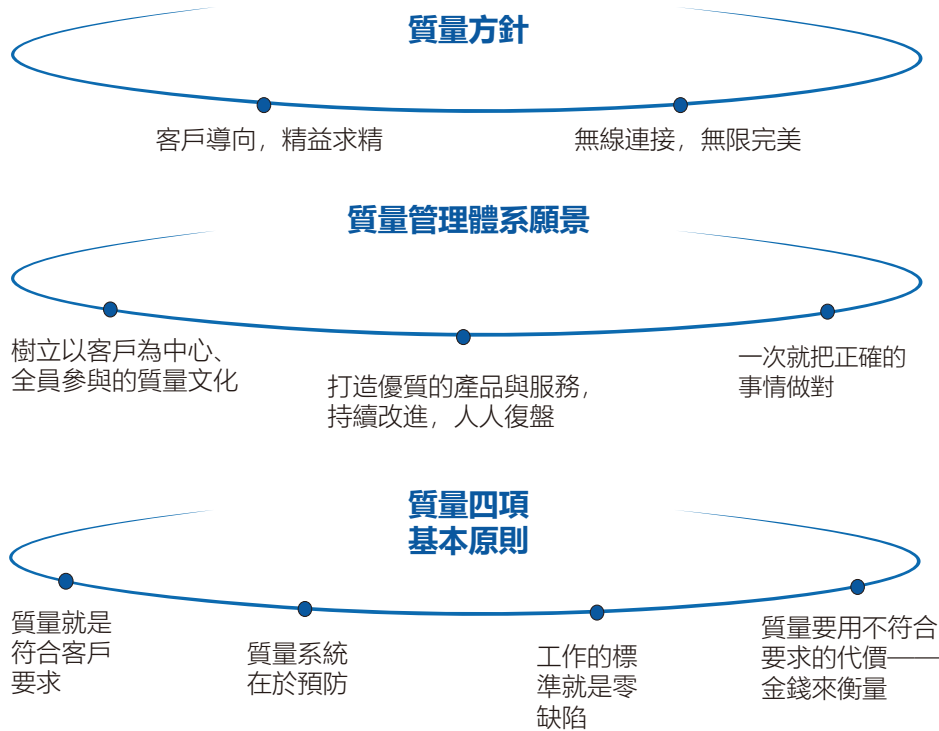 質量方針
客戶導向，精益求精
無線連接，無限完美
質量管理體系願景
樹立以客戶為中心、
全員參與的質量文化
打造優質的產品與服務，
持續改進，人人復盤
一次就把正確的
事情做對
質量四項
基本原則
質量就是
符合客戶
要求
質量系統
在於預防
工作的標
準就是零
缺陷
質量要用不符合
要求的代價——
金錢來衡量